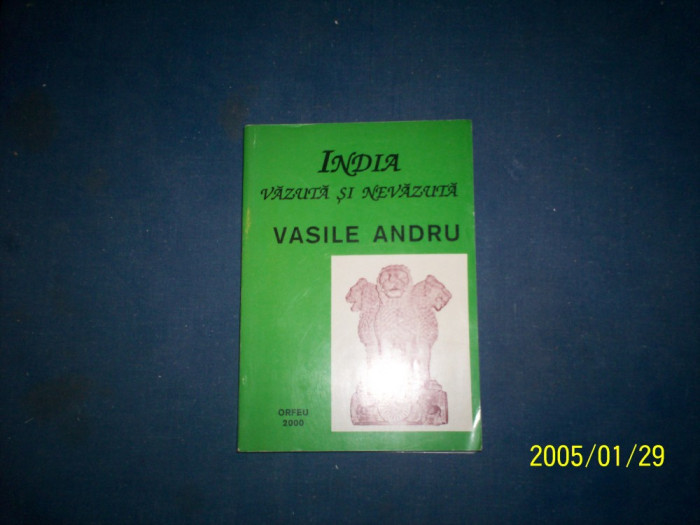 INDIA
VĂZUTĂ ȘI NEVĂZUTĂ
VASILE ANDRU
ORFEU
2000
2005/01/29